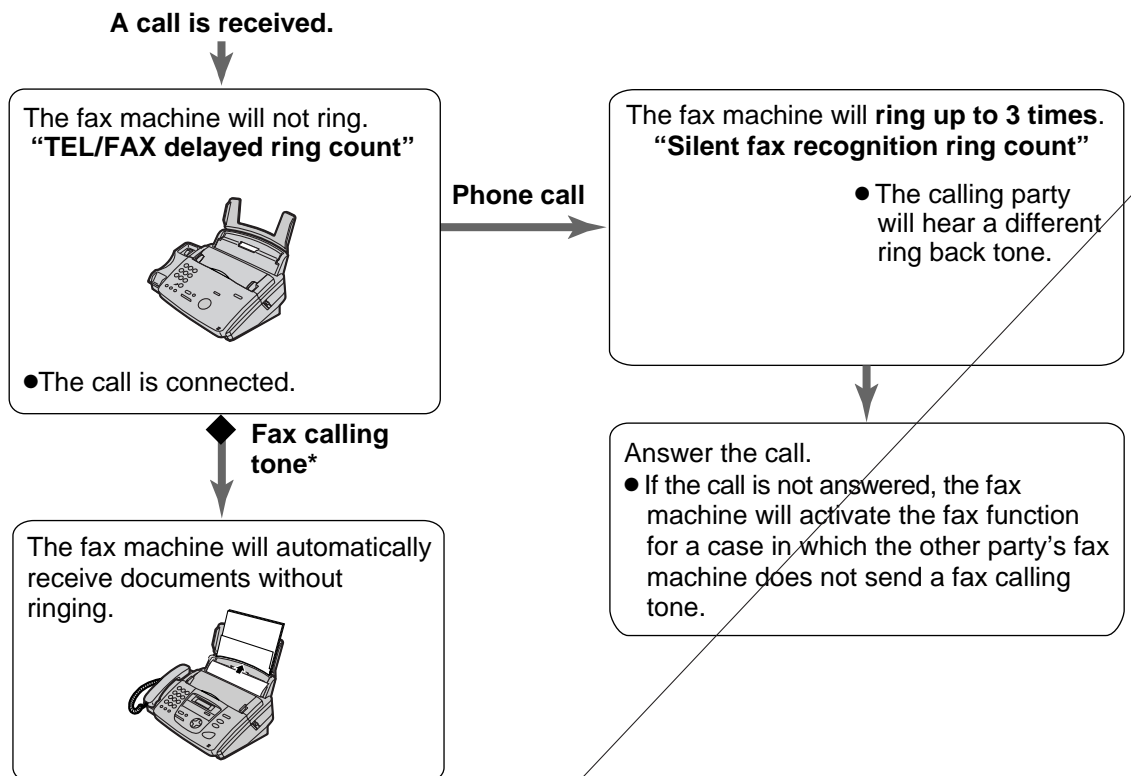 A call is received.
The fax machine will not ring.
“TEL/FAX delayed ring count”
●The call is connected.
Phone call
The fax machine will ring up to 3 times.
“Silent fax recognition ring count”
● The calling party
will hear a different
ring back tone.
Fax calling
tone*
The fax machine will automatically
receive documents without
ringing.
Answer the call.
● If the call is not answered, the fax
machine will activate the fax function
for a case in which the other party’s fax
machine does not send a fax calling
tone.